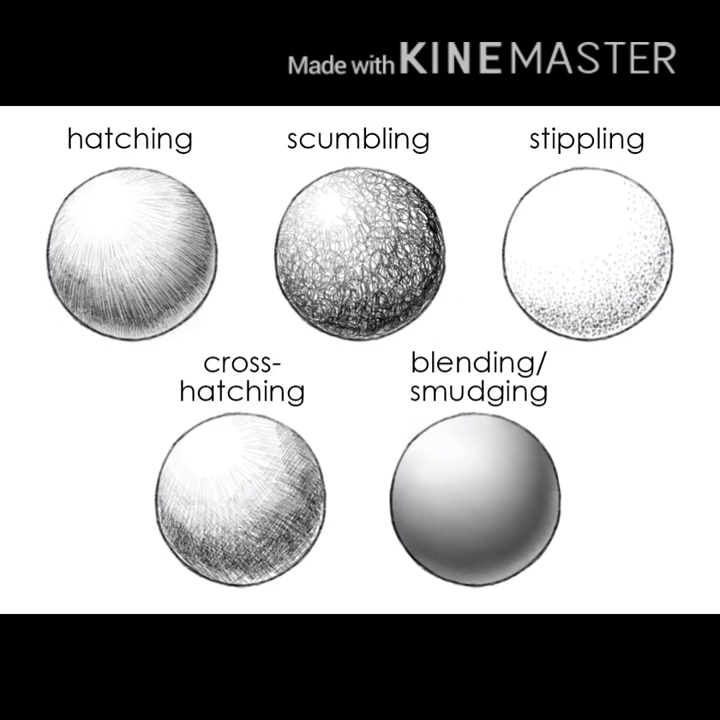 Made with KINEMASTER
hatching
scumbling
stippling
cross-
hatching
blending/
smudging